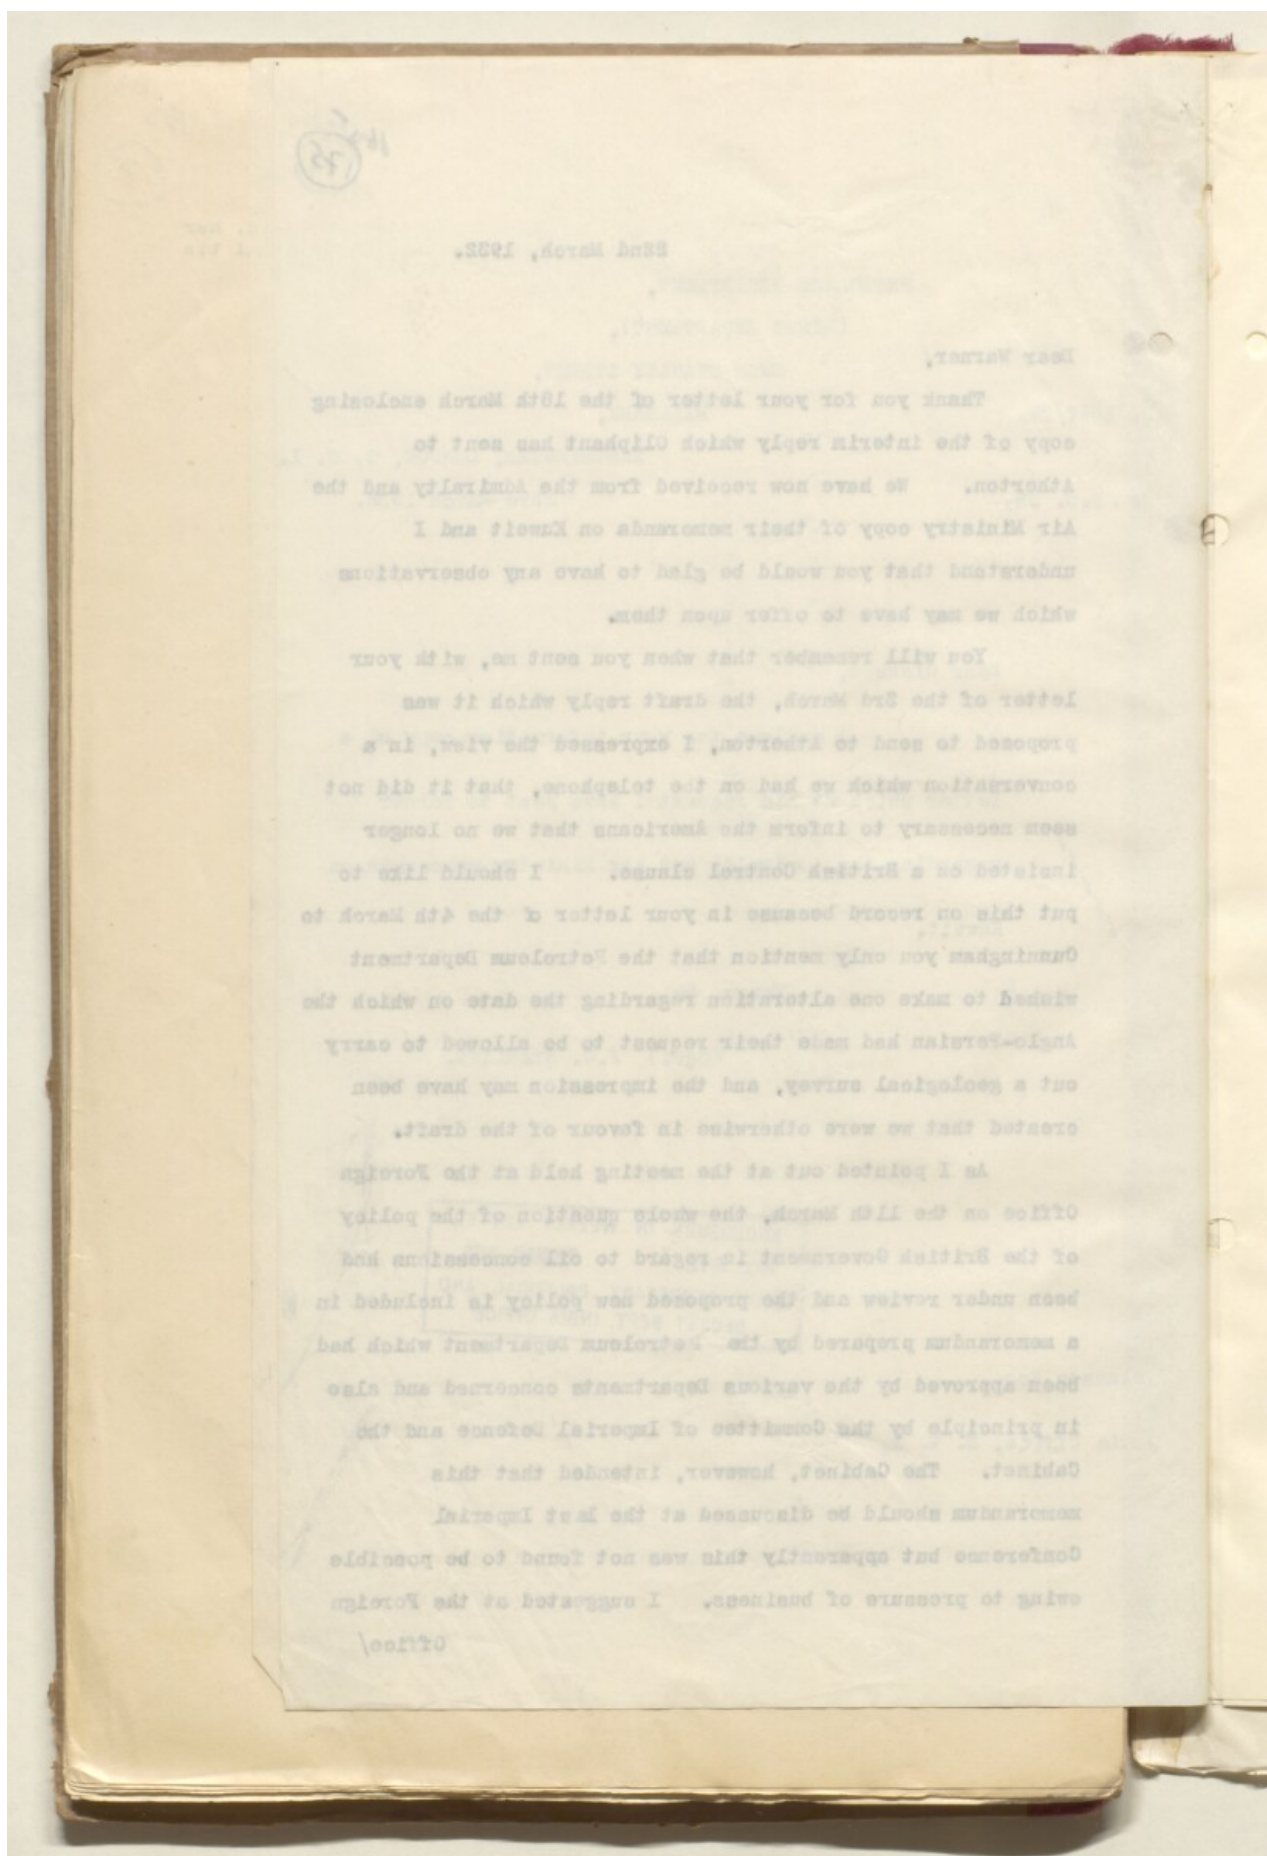 22nd March, 1932.
Dear Warner,
Thank you for your letter of the 18th March enclosing
copy of the interim reply which Oliphant has sent to
Atherton. We have now received from the Admiralty and the
Air Ministry copy of their memoranda on Kuwait and I
understand that you would be glad to have any observations
which we may have to offer upon them.
You will remember that when you sent me, with your
letter of the 3rd March, the draft reply which it was
proposed to send to Atherton, I expressed the view, in a
conversation which we had on the telephone, that it did not
seem necessary to inform the Americans that we no longer
insisted on a British Control clause. I should like to
put this on record because in your letter of the 4th March to
Cunningham you only mention that the Petroleum Department
wished to make one alteration regarding the date on which the
Anglo-Persian had made their request to be allowed to carry
out a geological survey, and the impression may have been
created that we were otherwise in favour of the draft.
As I pointed out at the meeting held at the Foreign
Office on the 11th March, the whole question of the policy
of the British Government in regard to oil concessions had
been under review and the proposed new policy is included in
a memorandum prepared by the Petroleum Department which had
been approved by the various Departments concerned and also
in principle by the Committee of Imperial Defence and the
Cabinet. The Cabinet, however, intended that this
memorandum should be discussed at the last Imperial
Conference but apparently this was not found to be possible
owing to pressure of business. I suggested at the Foreign
Office/